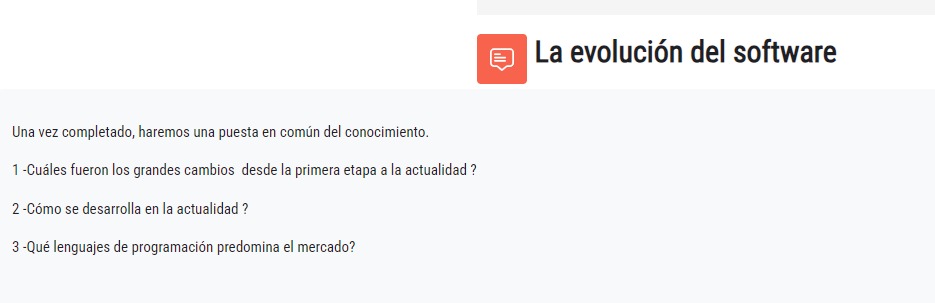 La evolución del software
Una vez completado, haremos una puesta en común del conocimiento.
1 -Cuáles fueron los grandes cambios  desde la primera etapa a la actualidad ?
2 -Cómo se desarrolla en la actualidad ?
3 -Qué lenguajes de programación predomina el mercado?